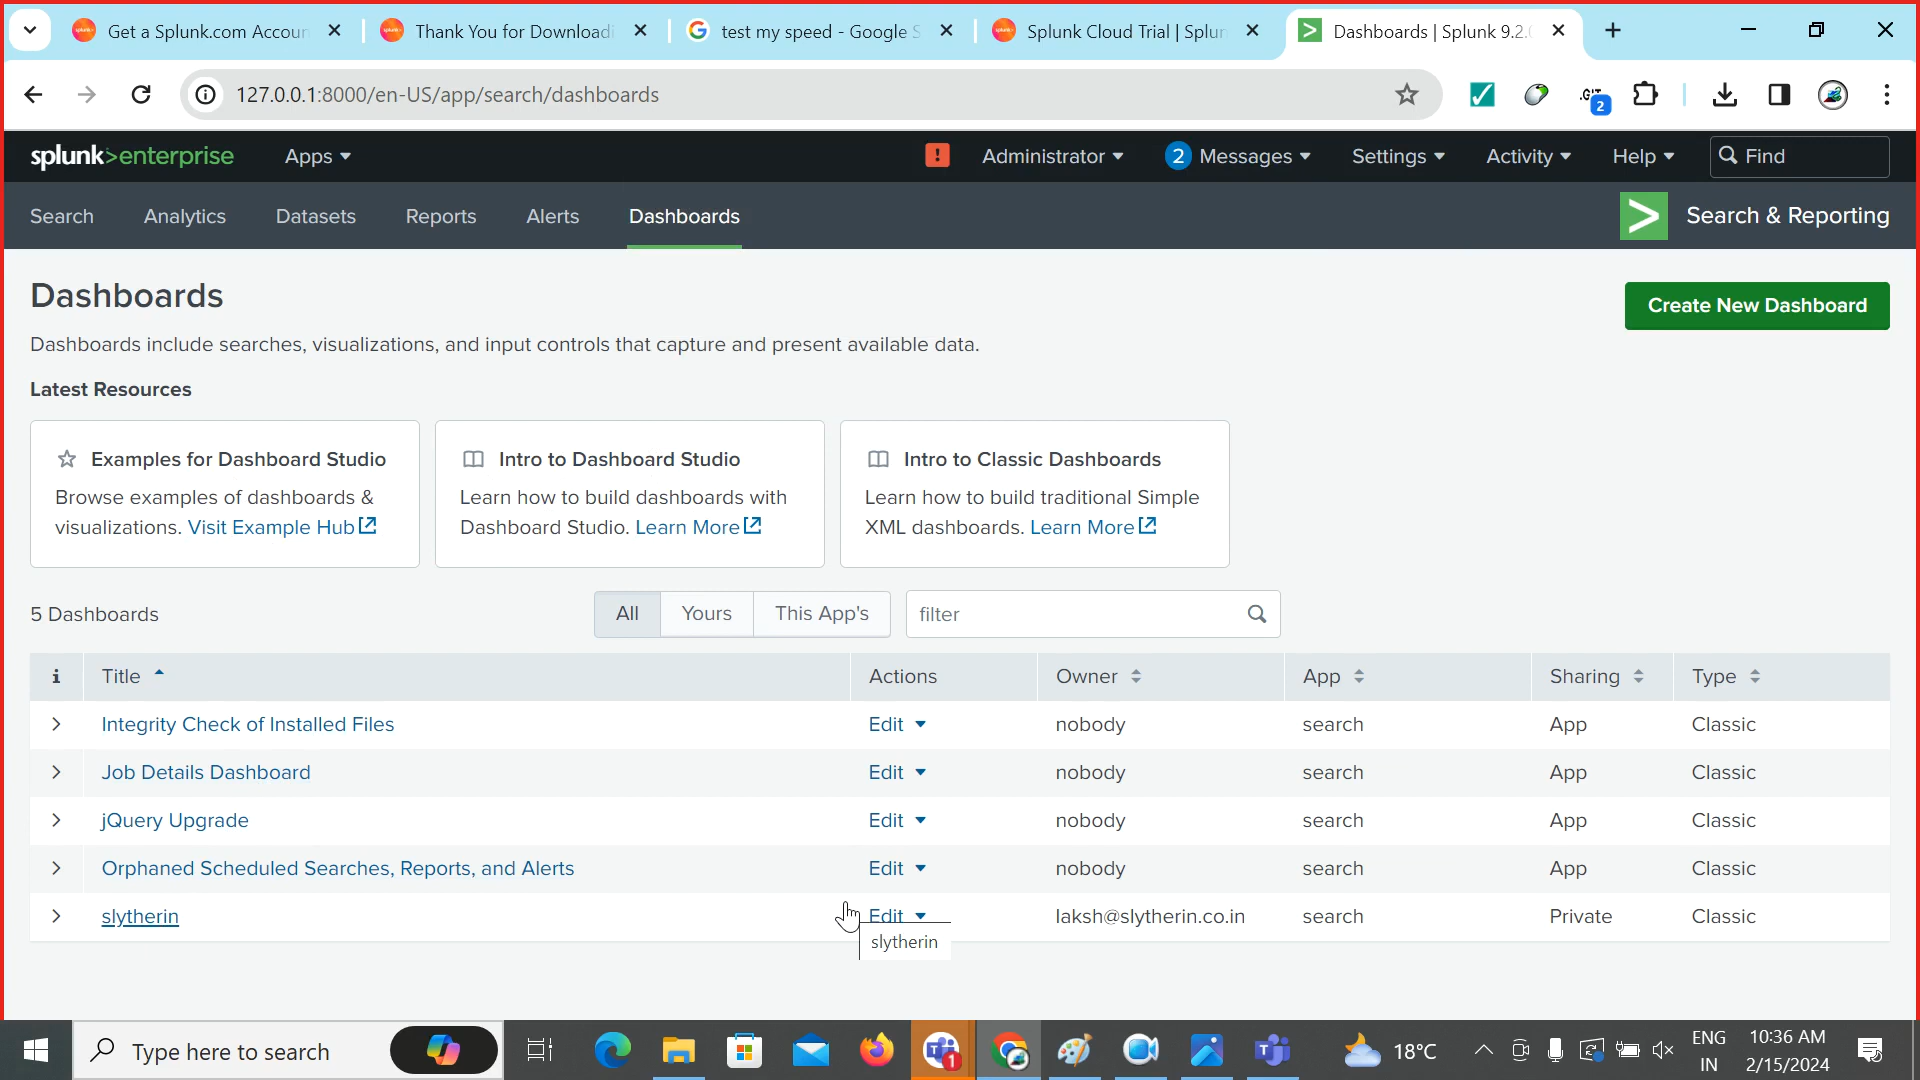 Get a Splunk.com Accoun
Thank You for Downloadi
test my speed - Google S
Splunk Cloud Trial | Splun
Dashboards | Splunk 9.2.0
127.0.0.1:8000/en-US/app/search/dashboards
.GIT
2
splunk>enterprise
Apps
!
Administrator
2 Messages
Settings
Activity
Help
Find
Search
Analytics
Datasets
Reports
Alerts
Dashboards
> Search & Reporting
Dashboards
Create New Dashboard
Dashboards include searches, visualizations, and input controls that capture and present available data.
Latest Resources
Examples for Dashboard Studio
Browse examples of dashboards &
visualizations. Visit Example Hub
Intro to Dashboard Studio
Learn how to build dashboards with
Dashboard Studio. Learn More
Intro to Classic Dashboards
Learn how to build traditional Simple
XML dashboards. Learn More
5 Dashboards
All
Yours
This App's
filter
i Title Actions Owner App Sharing Type
Integrity Check of Installed Files Edit nobody search App Classic
Job Details Dashboard Edit nobody search App Classic
jQuery Upgrade Edit nobody search App Classic
Orphaned Scheduled Searches, Reports, and Alerts Edit nobody search App Classic
slytherin Edit laksh@slytherin.co.in search Private Classic
slytherin
Type here to search
1
18°C
ENG
IN
10:36 AM
2/15/2024